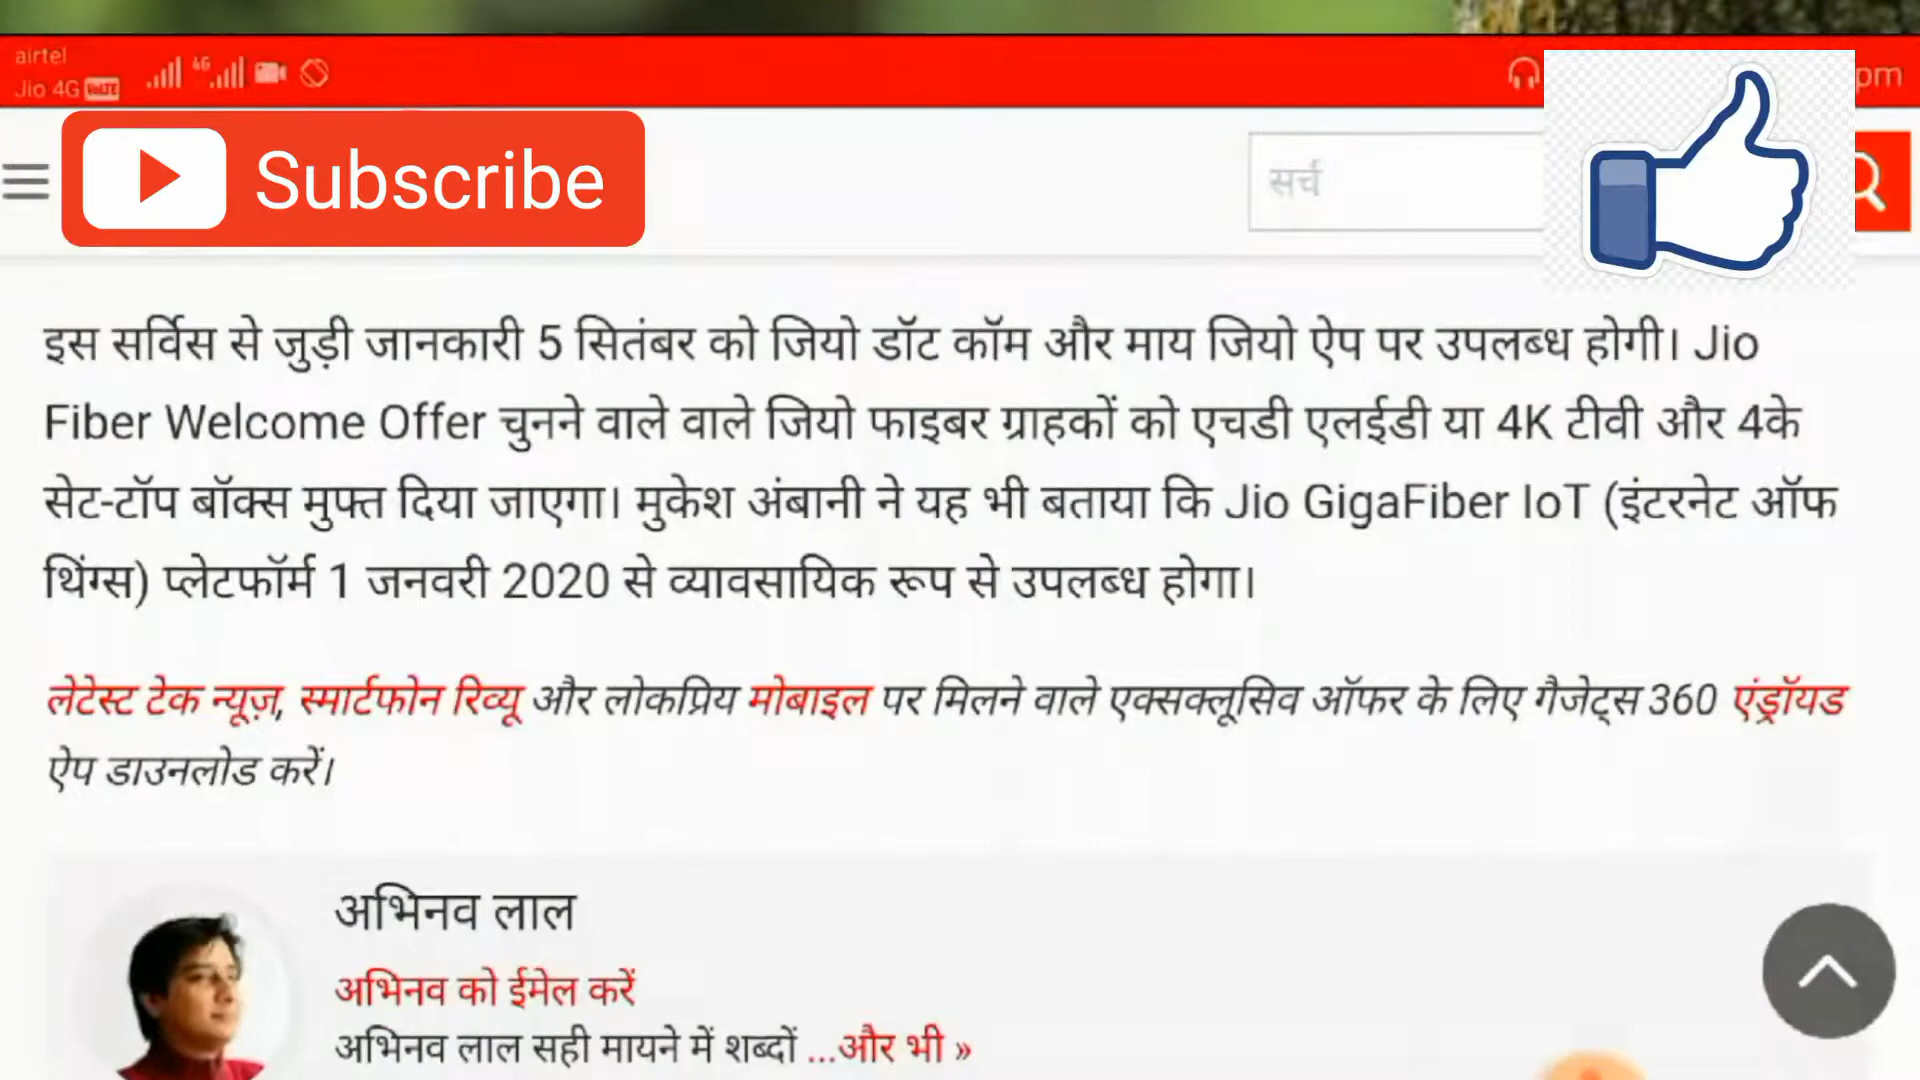 airtel
Jio 4G VoLTE
4G
pm
Subscribe
सर्च
इस सर्विस से जुड़ी जानकारी 5 सितंबर को जियो डॉट कॉम और माय जियो ऐप पर उपलब्ध होगी। Jio
Fiber Welcome Offer चुनने वाले वाले जियो फाइबर ग्राहकों को एचडी एलईडी या 4K टीवी और 4के
सेट-टॉप बॉक्स मुफ्त दिया जाएगा। मुकेश अंबानी ने यह भी बताया कि Jio GigaFiber IoT (इंटरनेट ऑफ
थिंग्स) प्लेटफॉर्म 1 जनवरी 2020 से व्यावसायिक रूप से उपलब्ध होगा।
लेटेस्ट टेक न्यूज़, स्मार्टफोन रिव्यू और लोकप्रिय मोबाइल पर मिलने वाले एक्सक्लूसिव ऑफर के लिए गैजेट्स 360 एंड्रॉयड
ऐप डाउनलोड करें।
अभिनव लाल
अभिनव को ईमेल करें
अभिनव लाल सही मायने में शब्दों ...और भी »